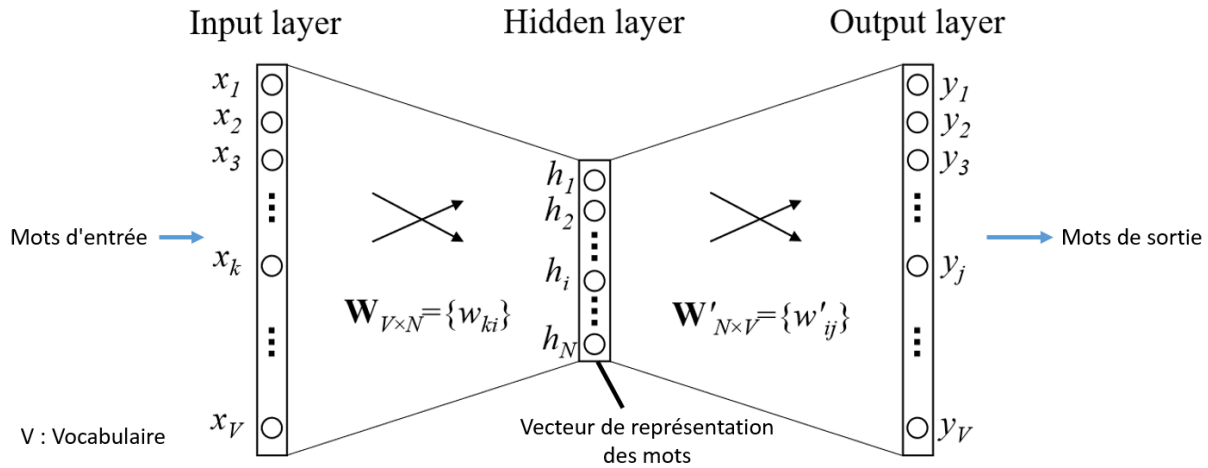 Input layer
Hidden layer
Output layer
x1
x2
x3
xk
xV
Mots d'entrée
V : Vocabulaire
W V×N={wki}
h1
h2
hi
hN
Vecteur de représentation
des mots
W'N×V={w'ij}
y1
y2
y3
yj
yV
Mots de sortie